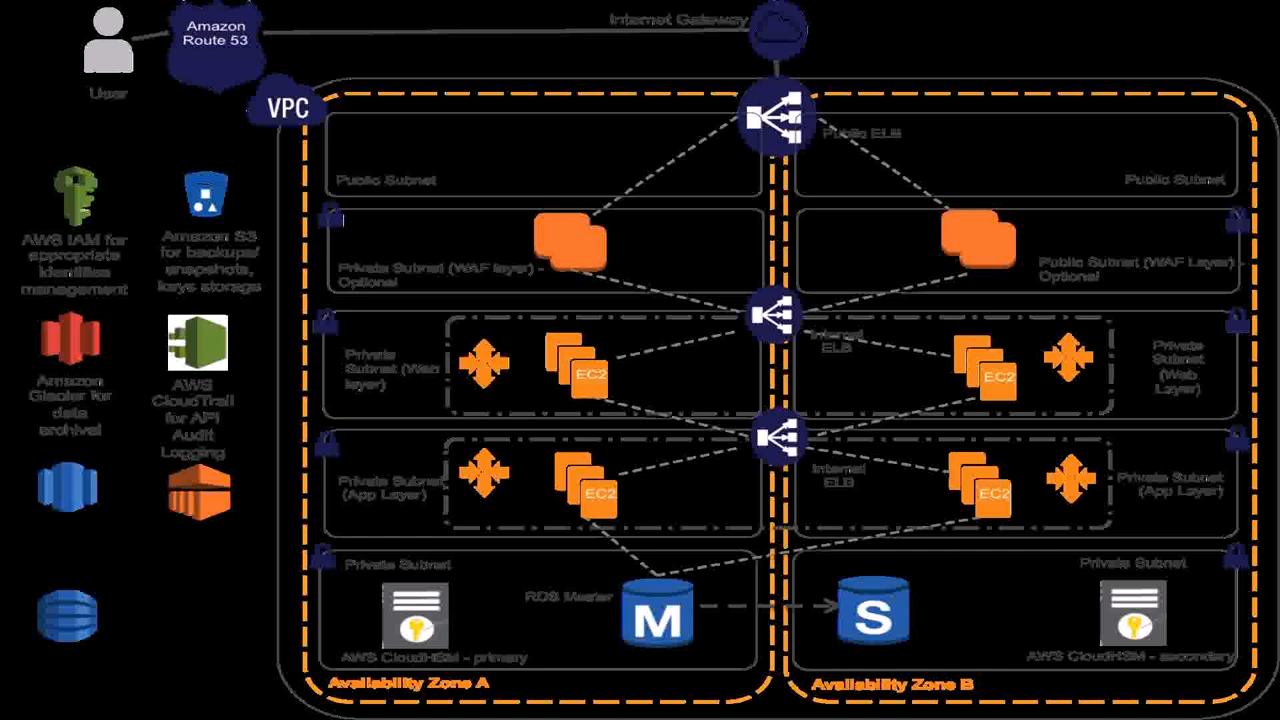 Internet Gateway
Amazon
Route 53
User
VPC
Public ELB
Public Subnet
Public Subnet
AWS IAM for
appropriate
identities
management
Amazon S3
for backups/
snapshots,
keys storage
Private Subnet (WAF layer) -
Optional
Public Subnet (WAF Layer) -
Optional
Internet
ELB
Private
Subnet (Web
layer)
EC2
EC2
Private
Subnet
(Web
Layer)
Amazon
Glacier for
data
archival
AWS
CloudTrail
for API
Audit
Logging
Private Subnet
(App Layer)
EC2
Internet
ELB
EC2
Private Subnet
(App Layer)
Private Subnet
Private Subnet
RDS Master
M
S
AWS CloudHSM - primary
AWS CloudHSM - secondary
Availability Zone A
Availability Zone B